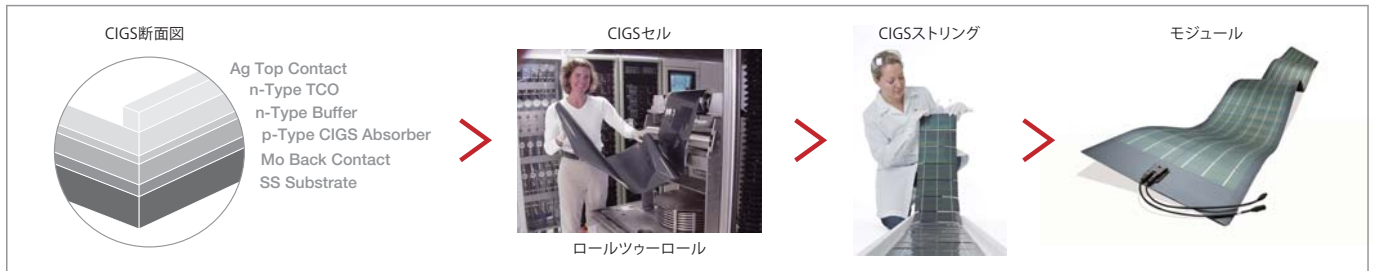 CIGS断面図
Ag Top Contact
n-Type TCO
n-Type Buffer
p-Type CIGS Absorber
Mo Back Contact
SS Substrate
CIGSセル
ロールツゥーロール
CIGSストリング
モジュール